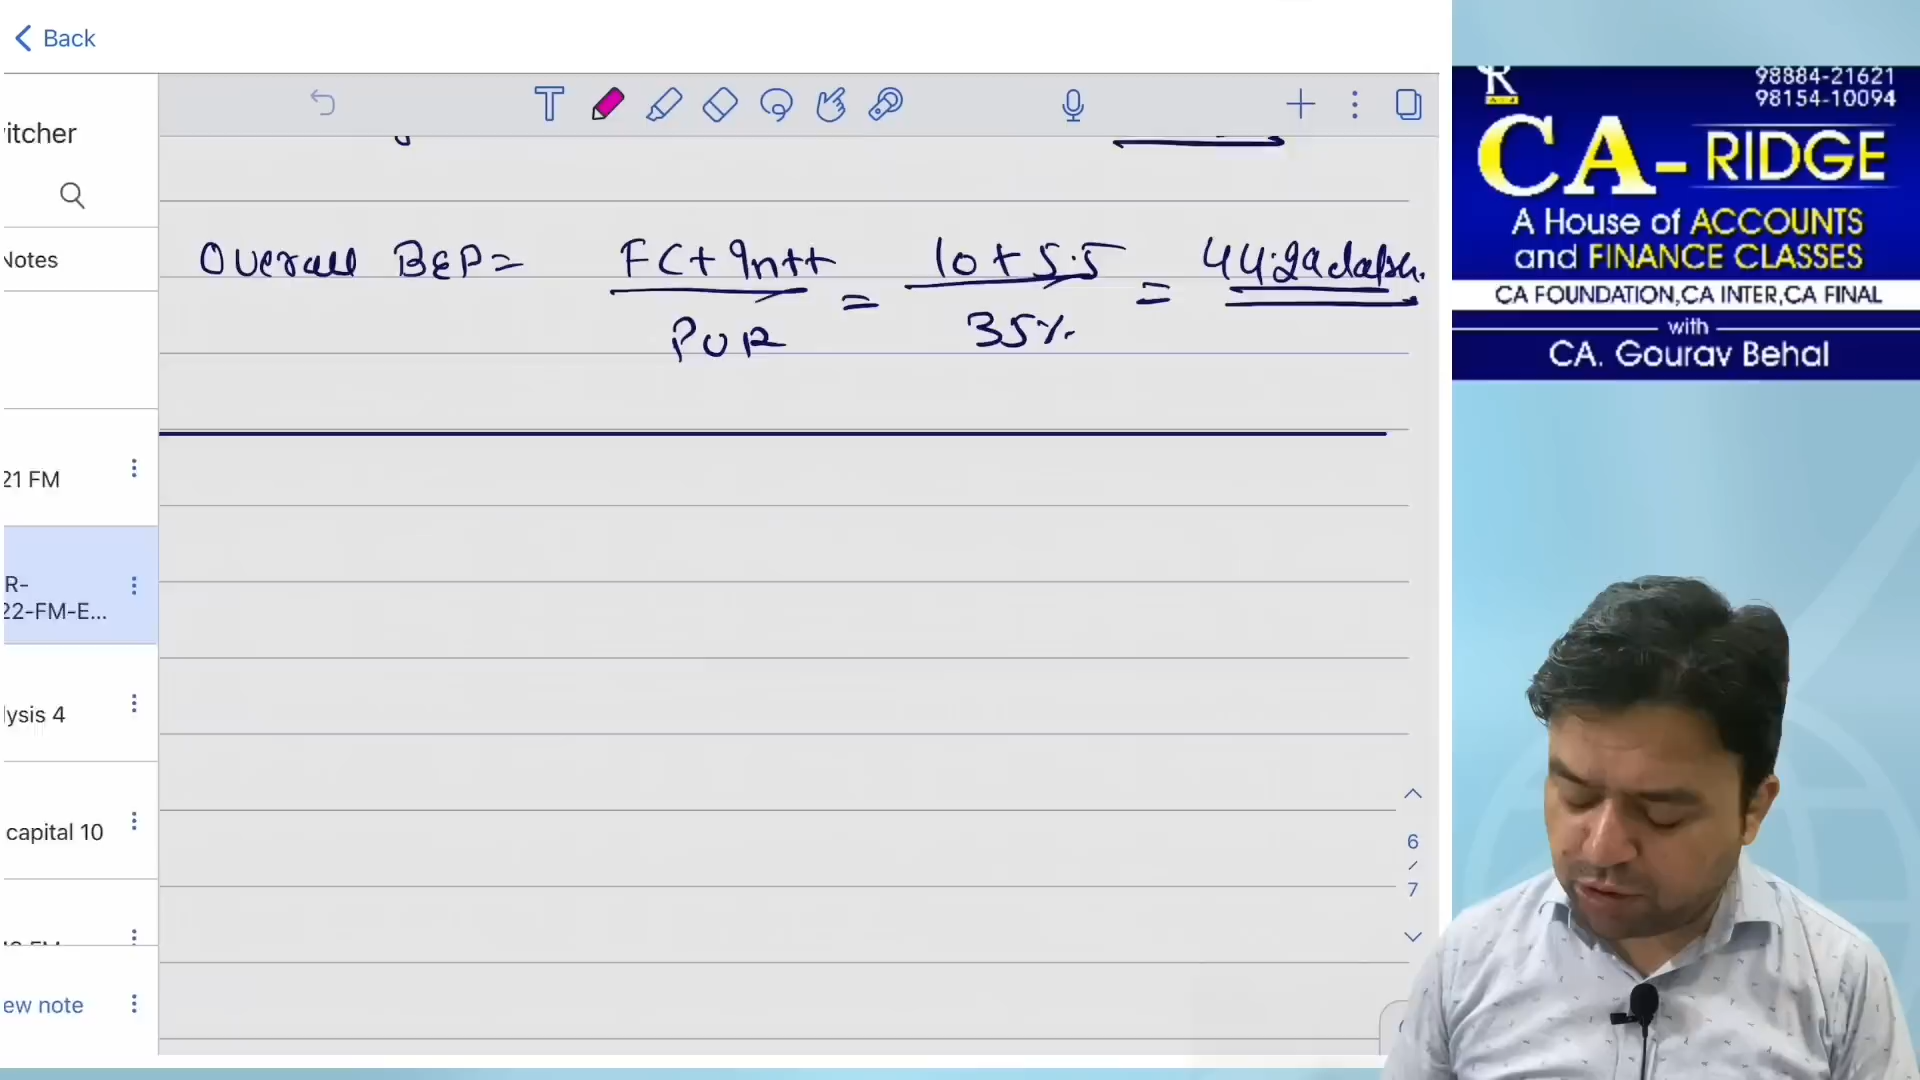 Back
98884-21621
98154-10094
R
CA-RIDGE
A House of ACCOUNTS
and FINANCE CLASSES
CA FOUNDATION,CA INTER,CA FINAL
with
CA. Gourav Behal
itcher
Notes
21 FM
R-
22-FM-E...
lysis 4
capital 10
ew note
Overall BEP = FC + Intt = 10 + 5.5 = 44.29
PVR 35%
6
/
7